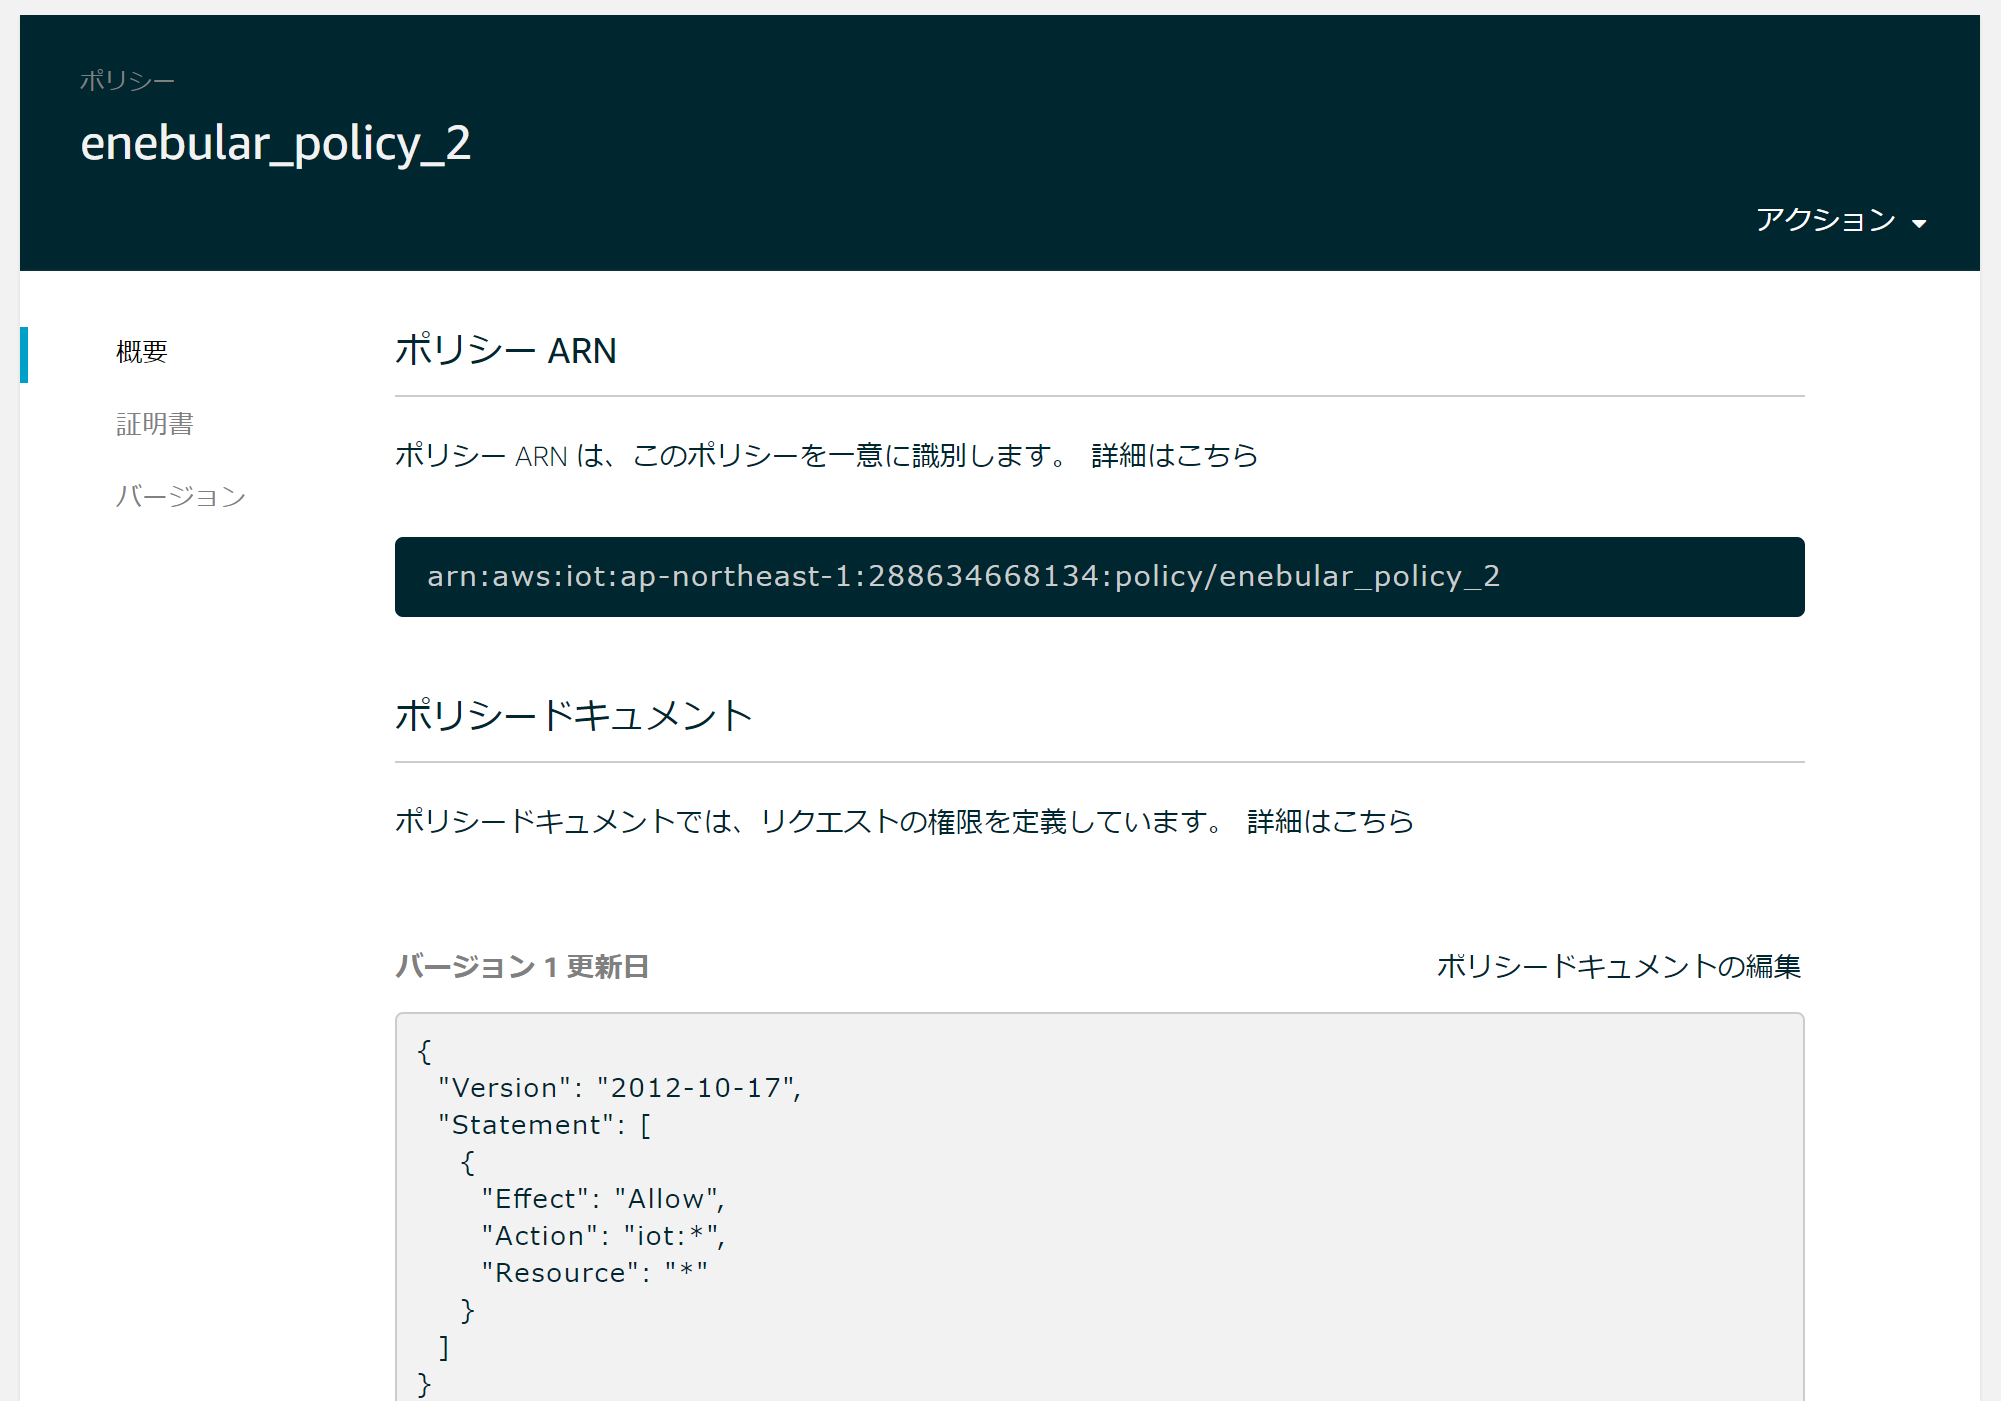 ポリシー
enebular_policy_2
アクション
概要
証明書
バージョン
ポリシー ARN
ポリシー ARN は、このポリシーを一意に識別します。 詳細はこちら
arn:aws:iot:ap-northeast-1:288634668134:policy/enebular_policy_2
ポリシードキュメント
ポリシードキュメントでは、リクエストの権限を定義しています。 詳細はこちら
バージョン 1 更新日
ポリシードキュメントの編集
{
  "Version": "2012-10-17",
  "Statement": [
    {
      "Effect": "Allow",
      "Action": "iot:*",
      "Resource": "*"
    }
  ]
}